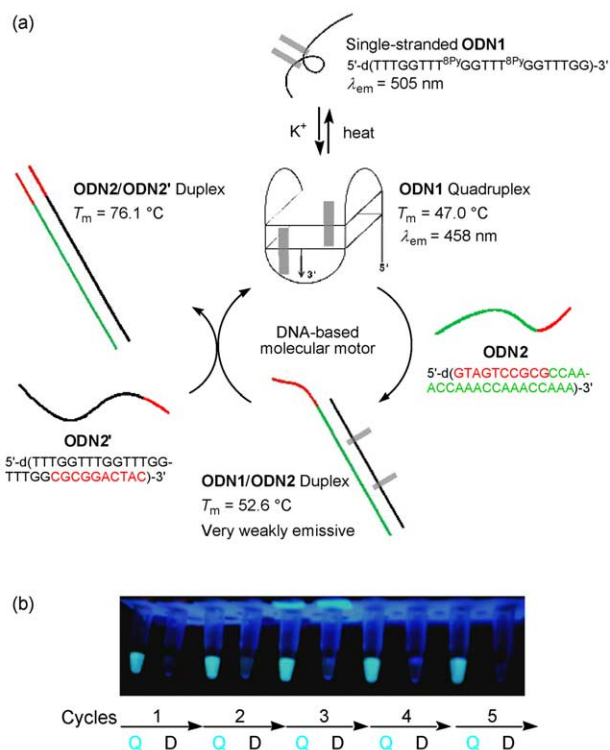 (a)
Single-stranded ODN1
5'-d(TTTGGTTT8PyGGTTT8PyGGTTTGG)-3'
λem = 505 nm
K+
heat
ODN2/ODN2' Duplex
Tm = 76.1 °C
ODN1 Quadruplex
Tm = 47.0 °C
λem = 458 nm
3'
5'
DNA-based
molecular motor
ODN2
5'-d(GTAGTCCGCGCCAA-
ACCAAACCAAACCAAA)-3'
ODN2'
5'-d(TTTGGTTTGGTTTGG-
TTTGGCGCGGACTAC)-3'
ODN1/ODN2 Duplex
Tm = 52.6 °C
Very weakly emissive
(b)
Cycles 1 2 3 4 5
Q D Q D Q D Q D Q D